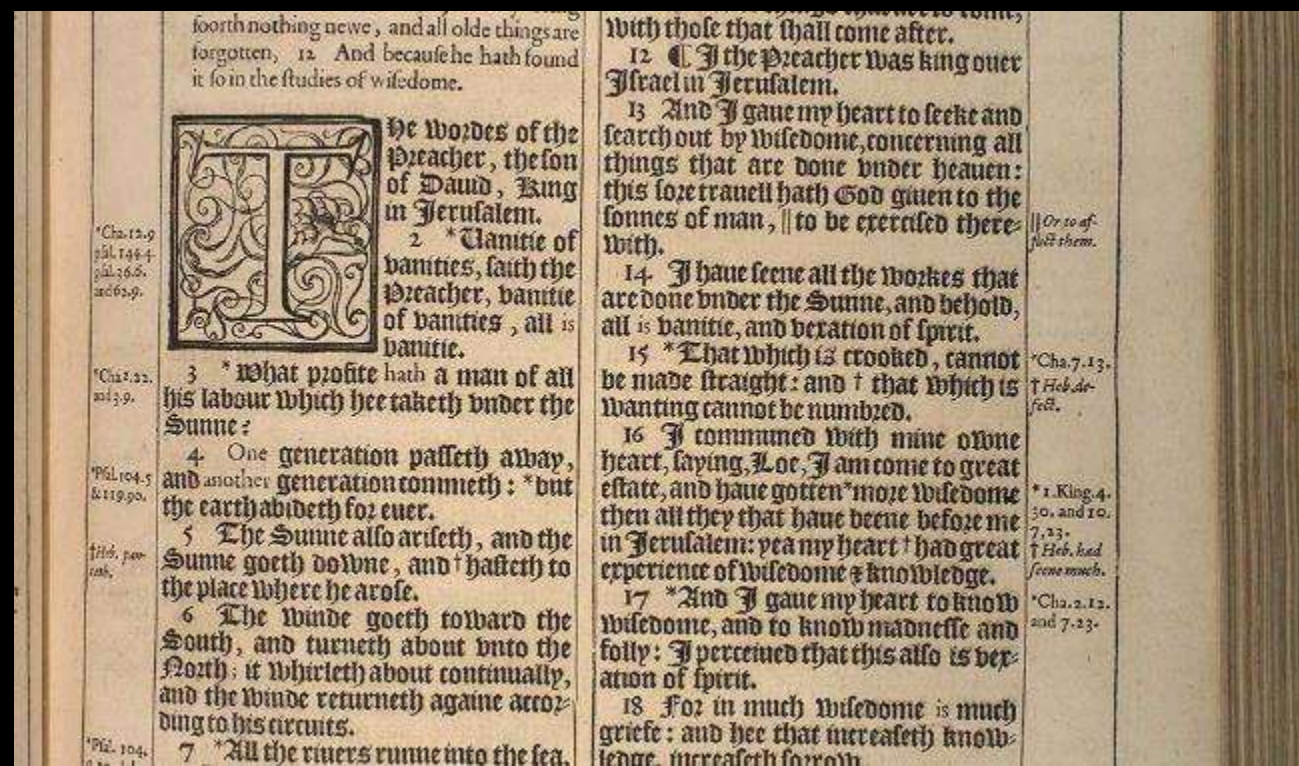 foorth nothing newe, and all olde things are
forgotten, 12 And becauſe he hath found
it ſo in the ſtudies of wiſedome.
The wordes of the
Preacher, the ſon
of Dauid, King
in Jeruſalem.
2 *Uanitie of
vanities, ſaith the
Preacher, vanitie
of vanities, all is
vanitie.
3 *What profite hath a man of all
his labour which hee taketh vnder the
Sunne?
4 One generation paſſeth away,
and another generation commeth: *but
the earth abideth for euer.
5 The Sunne alſo ariſeth, and the
Sunne goeth downe, and †haſteth to
the place where he aroſe.
6 The winde goeth toward the
South, and turneth about vnto the
North; it whirleth about continually,
and the winde returneth againe accor-
ding to his circuits.
7 *All the riuers runne into the ſea,
*Cha.12.9
pſal.144.4.
and 62.9.
*Cha.2.22.
and 3.9.
*Pſal.104.5
& 119.90.
†Heb. pan-
teth.
*Pſal. 104.
with thoſe that ſhall come after.
12 ¶ I the Preacher was king ouer
Iſrael in Jeruſalem.
13 And I gaue my heart to ſeeke and
ſearch out by wiſedome, concerning all
things that are done vnder heauen:
this ſore trauell hath God giuen to the
ſonnes of man, ||to be exerciſed there-
with.
14 I haue ſeene all the workes that
are done vnder the Sunne, and behold,
all is vanitie, and vexation of ſpirit.
15 *That which is crooked, cannot
be made ſtraight: and † that which is
wanting cannot be numbred.
16 I communed with mine owne
heart, ſaying, Loe, I am come to great
eſtate, and haue gotten *more wiſedome
then all they that haue beene before me
in Jeruſalem: yea my heart †had great
experience of wiſedome & knowledge.
17 *And I gaue my heart to know
wiſedome, and to know madneſſe and
folly: I perceiued that this alſo is vex-
ation of ſpirit.
18 For in much wiſedome is much
griefe: and hee that increaſeth know-
ledge, increaſeth ſorrow.
||Or to af-
flict them.
*Cha.7.13.
†Heb. de-
fect.
*1.King.4.
30. and 10.
7,23.
†Heb. had
ſeene much.
*Cha.2.12.
and 7.23.